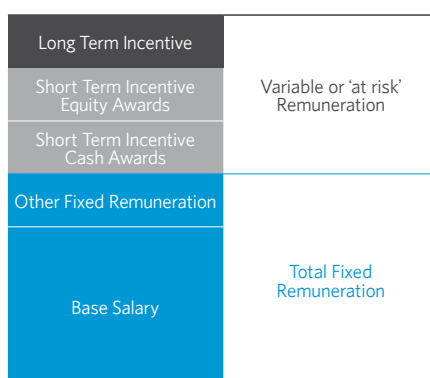 Long Term Incentive
Short Term Incentive
Equity Awards
Variable or ‘at risk’
Remuneration
Short Term Incentive
Cash Awards
Other Fixed Remuneration
Total Fixed
Remuneration
Base Salary